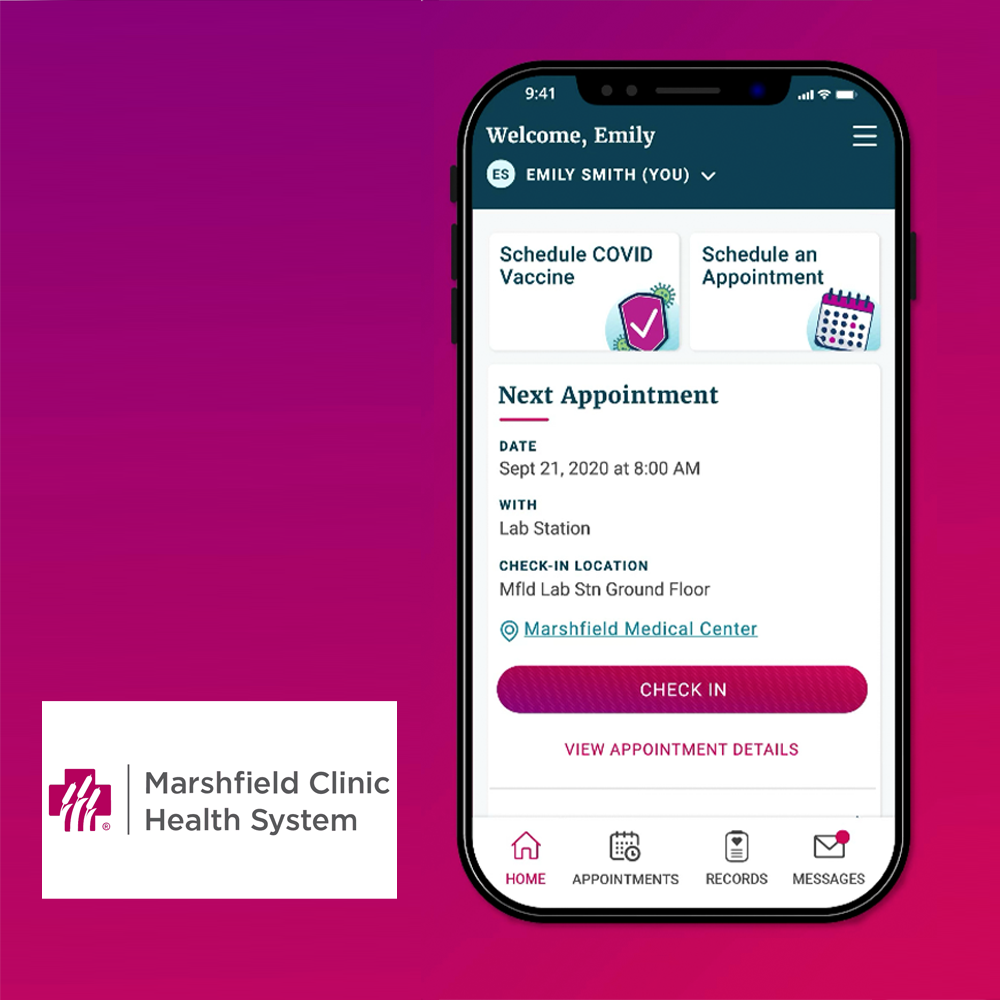 9:41
Welcome, Emily
ES EMILY SMITH (YOU)
Schedule COVID
Vaccine
Schedule an
Appointment
Next Appointment
DATE
Sept 21, 2020 at 8:00 AM
WITH
Lab Station
CHECK-IN LOCATION
Mfld Lab Stn Ground Floor
Marshfield Medical Center
CHECK IN
VIEW APPOINTMENT DETAILS
HOME APPOINTMENTS RECORDS MESSAGES
Marshfield Clinic
Health System
®